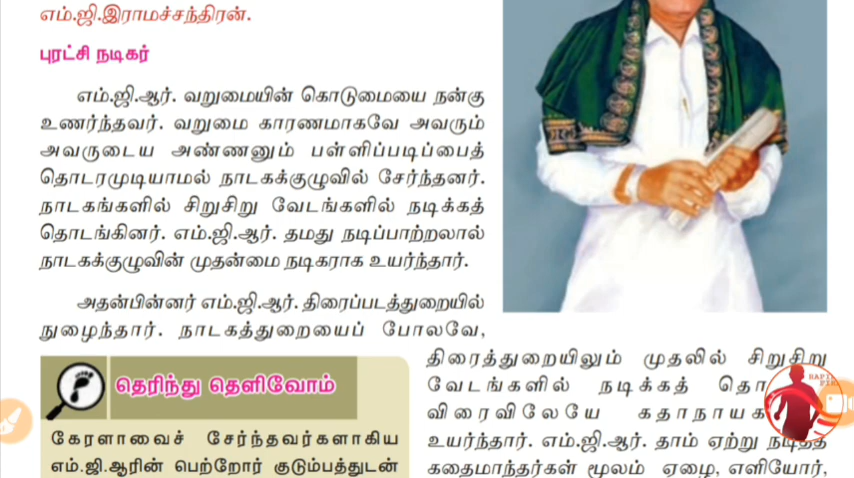 எம்.ஜி.இராமச்சந்திரன்.
புரட்சி நடிகர்
எம்.ஜி.ஆர். வறுமையின் கொடுமையை நன்கு
உணர்ந்தவர். வறுமை காரணமாகவே அவரும்
அவருடைய அண்ணனும் பள்ளிப்படிப்பைத்
தொடரமுடியாமல் நாடகக்குழுவில் சேர்ந்தனர்.
நாடகங்களில் சிறுசிறு வேடங்களில் நடிக்கத்
தொடங்கினர். எம்.ஜி.ஆர். தமது நடிப்பாற்றலால்
நாடகக்குழுவின் முதன்மை நடிகராக உயர்ந்தார்.
அதன்பின்னர் எம்.ஜி.ஆர். திரைப்படத்துறையில்
நுழைந்தார். நாடகத்துறையைப் போலவே,
திரைத்துறையிலும் முதலில் சிறுசிறு
வேடங்களில் நடிக்கத்
விரைவிலேயே
உயர்ந்தார். எம்.ஜி.ஆர். தாம் ஏற்று நடித்த
கதைமாந்தர்கள் மூலம் ஏழை, எளியோர்,
தெரிந்து தெளிவோம்
கேரளாவைச் சேர்ந்தவர்களாகிய
எம்.ஜி.ஆரின் பெற்றோர் குடும்பத்துடன்